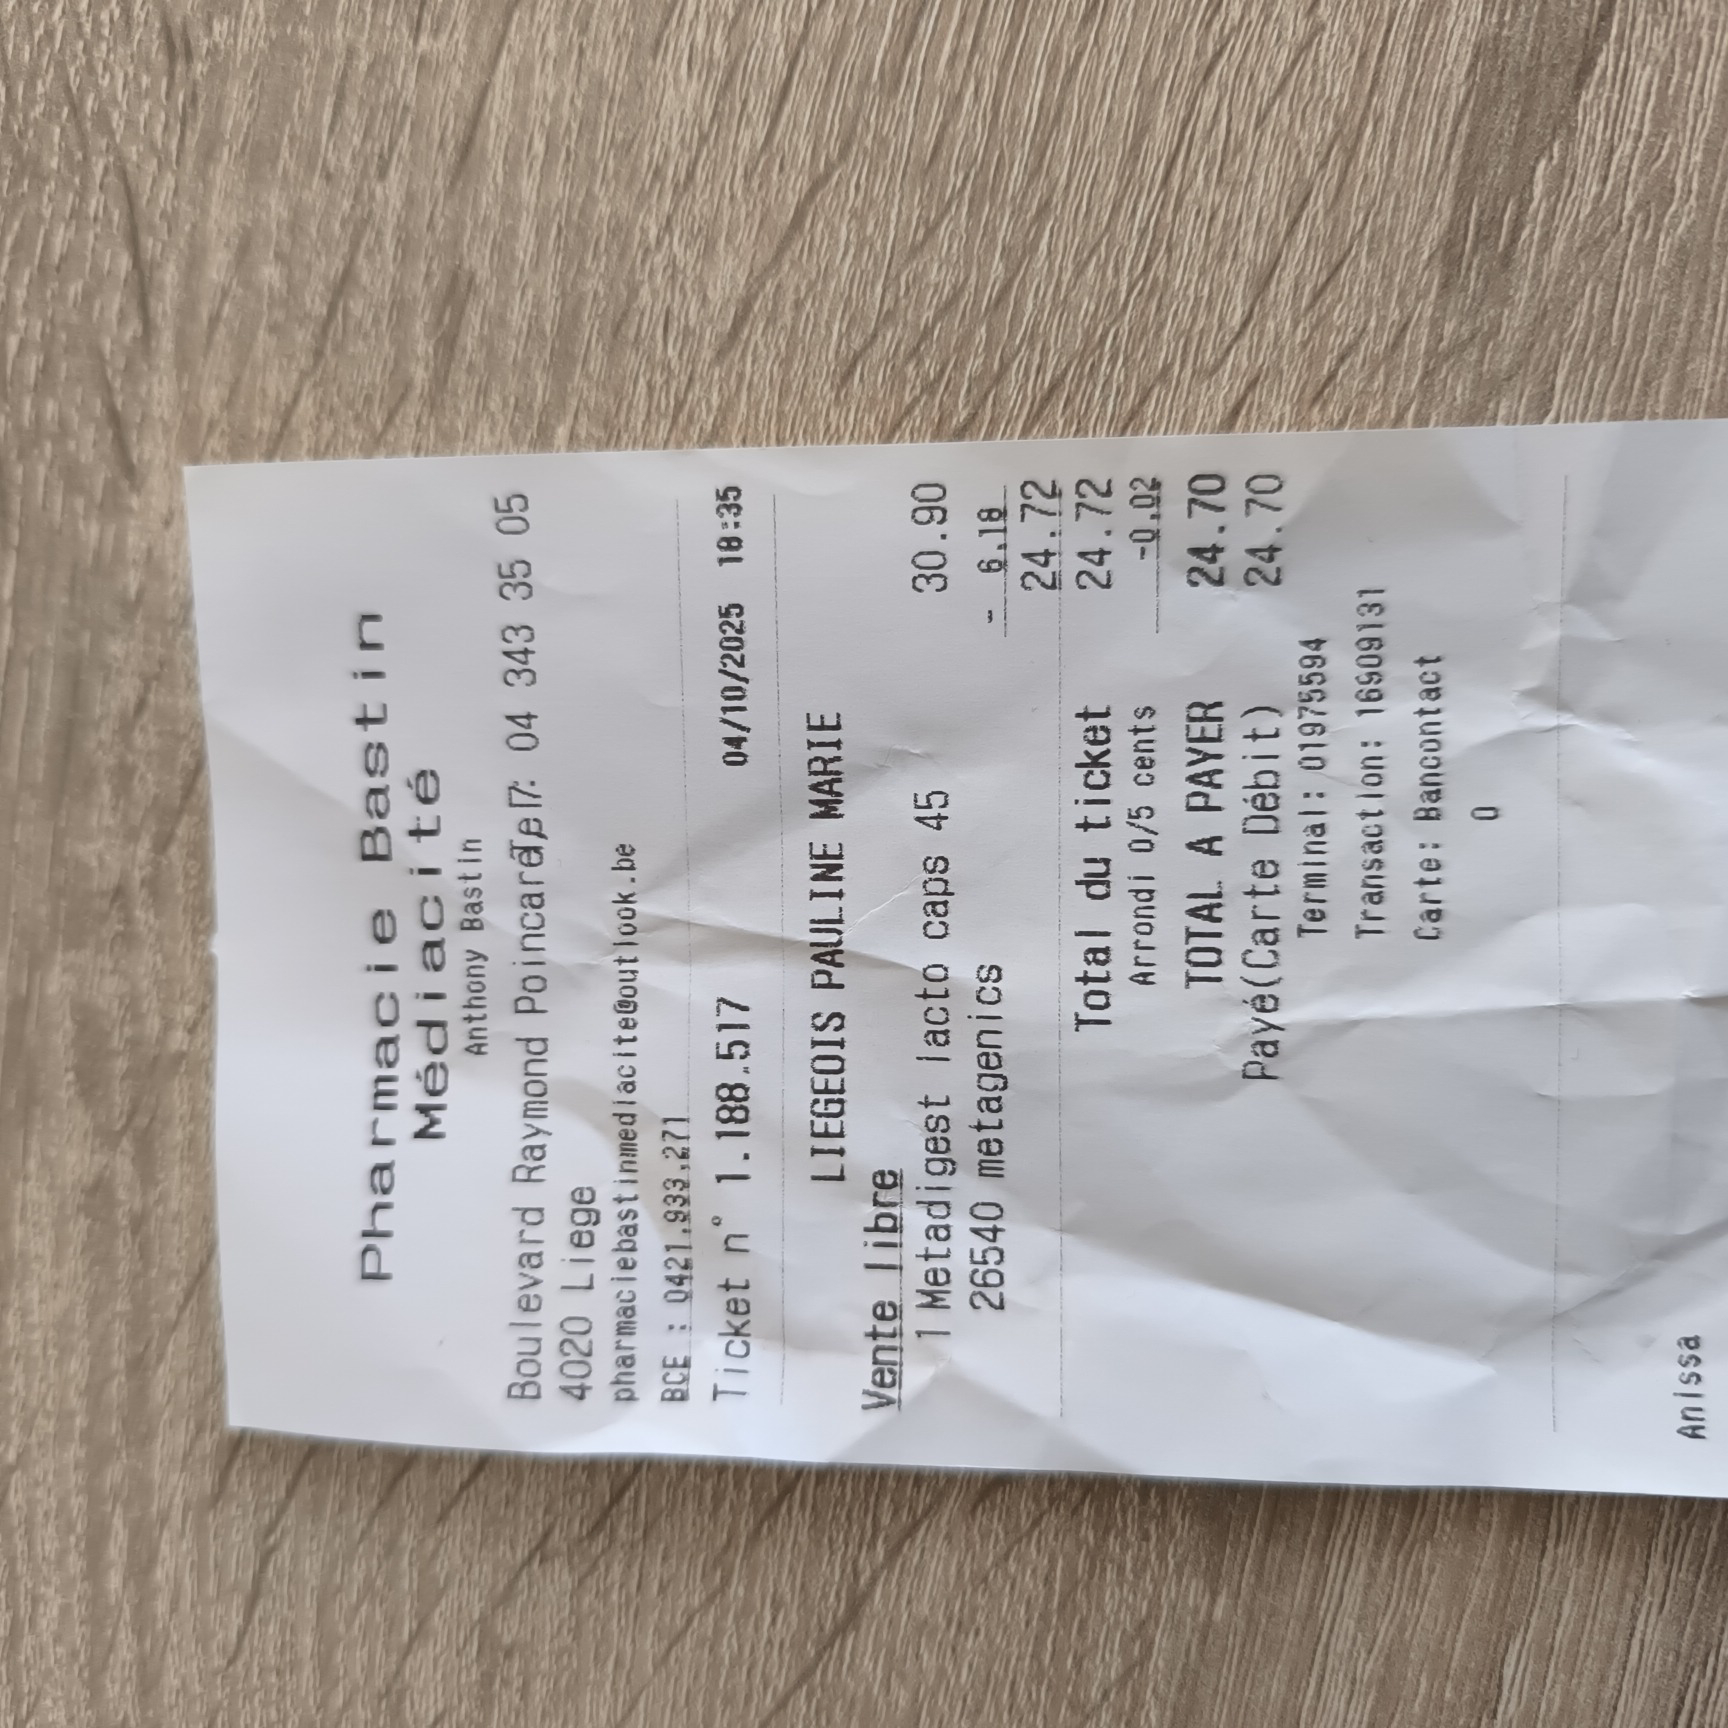 Pharmacie Bastin
Médiacité
Anthony Bastin
Boulevard Raymond Poincaré, 7 Tel: 04 343 35 05
4020 Liege
pharmaciebastinmediacite@outlook.be
BCE : 0421.933.271
Ticket n° 1.188.517 04/10/2025 18:35
LIEGEOIS PAULINE MARIE
Vente libre
1 Metadigest lacto caps 45 30.90
26540 metagenics - 6.18
24.72
Total du ticket 24.72
Arrondi 0/5 cents -0.02
TOTAL A PAYER 24.70
Payé(Carte Débit) 24.70
Terminal: 01975594
Transaction: 16909131
Carte: Bancontact
0
Anissa